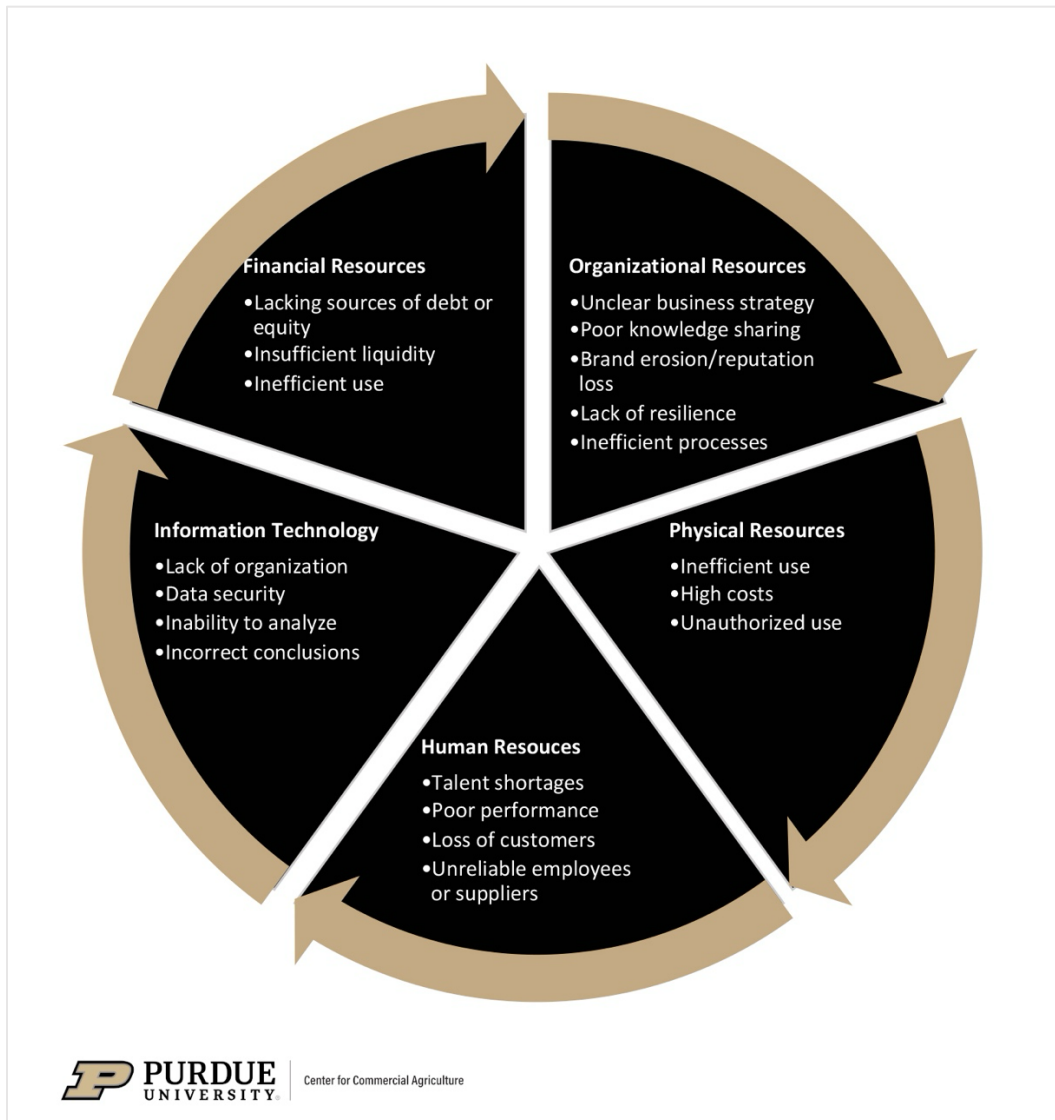 Financial Resources
•Lacking sources of debt or
equity
•Insufficient liquidity
•Inefficient use
Organizational Resources
•Unclear business strategy
•Poor knowledge sharing
•Brand erosion/reputation
loss
•Lack of resilience
•Inefficient processes
Physical Resources
•Inefficient use
•High costs
•Unauthorized use
Human Resouces
•Talent shortages
•Poor performance
•Loss of customers
•Unreliable employees
or suppliers
Information Technology
•Lack of organization
•Data security
•Inability to analyze
•Incorrect conclusions
P PURDUE
UNIVERSITY®
Center for Commercial Agriculture